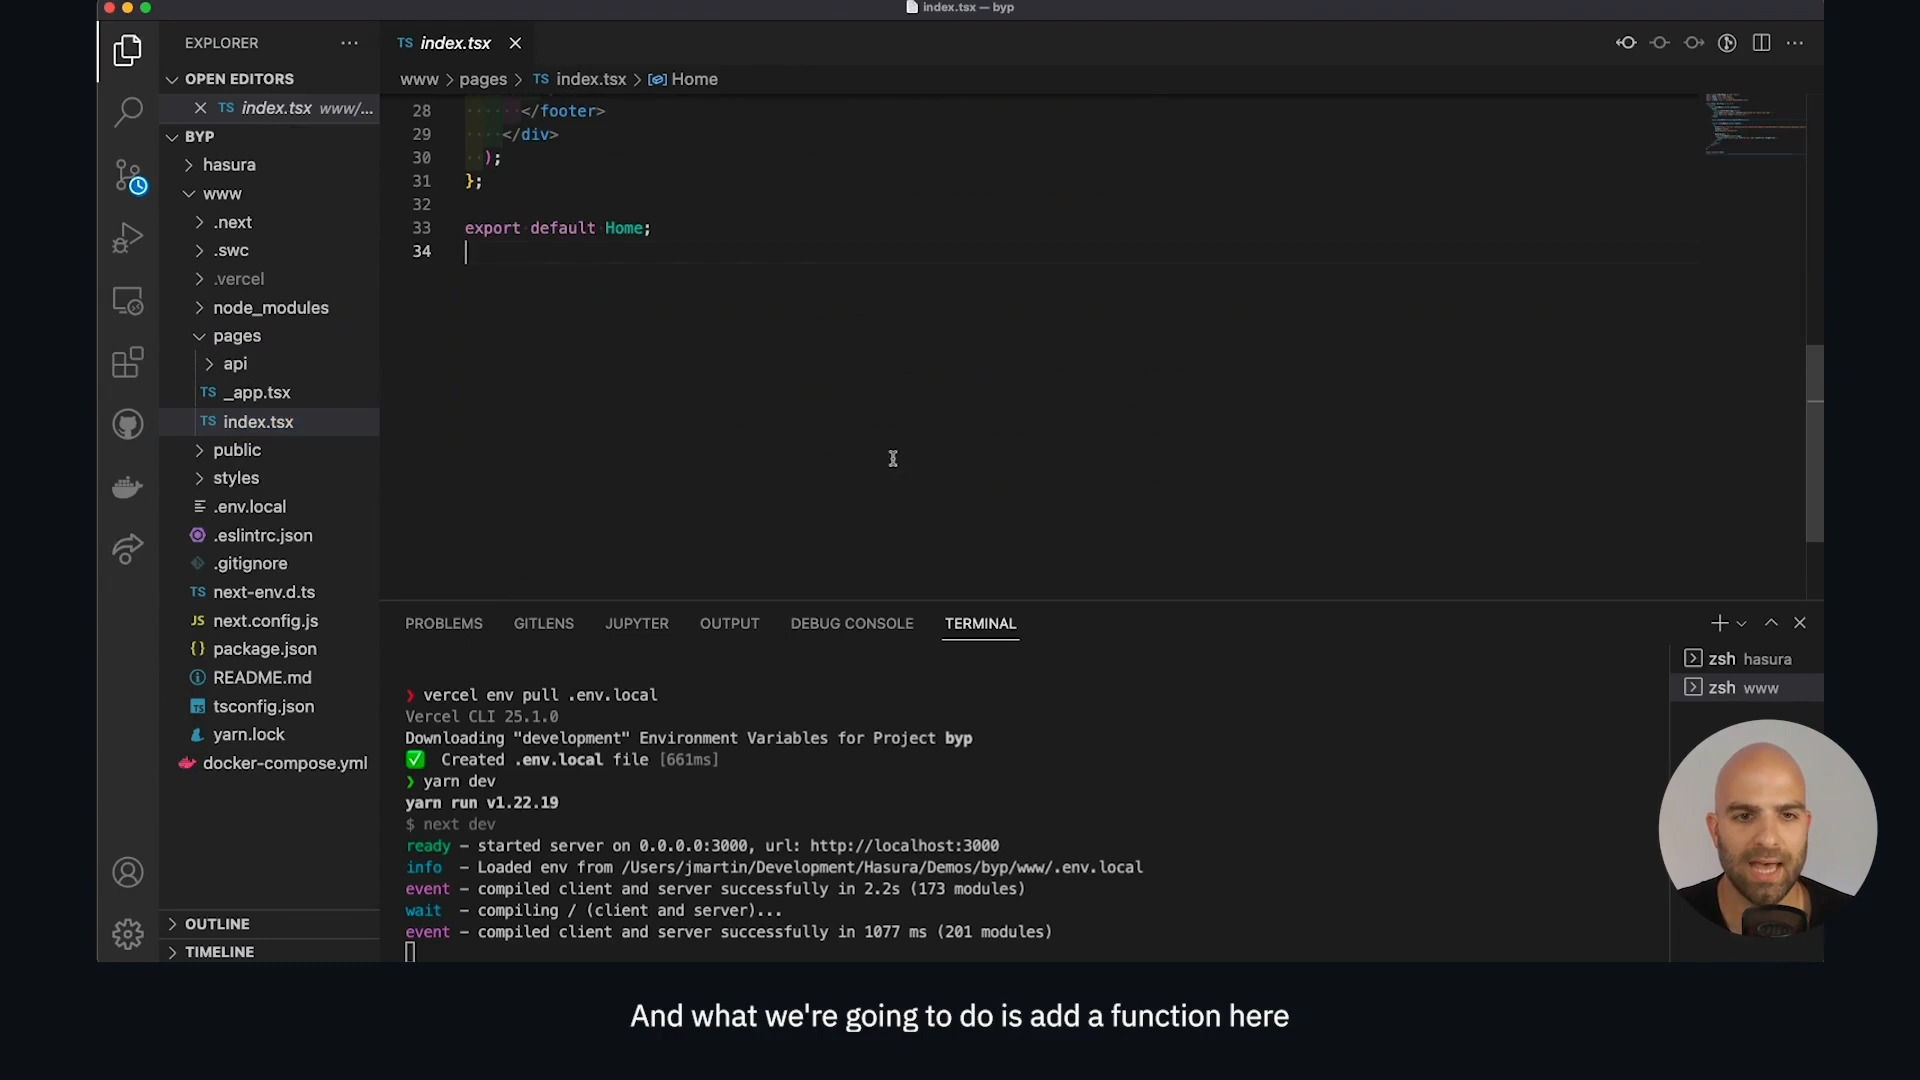 index.tsx — byp
EXPLORER
OPEN EDITORS
TS index.tsx www/...
BYP
hasura
www
.next
.swc
.vercel
node_modules
pages
api
TS _app.tsx
TS index.tsx
public
styles
.env.local
.eslintrc.json
.gitignore
TS next-env.d.ts
JS next.config.js
{} package.json
README.md
TS tsconfig.json
yarn.lock
docker-compose.yml
OUTLINE
TIMELINE
TS index.tsx
www > pages > TS index.tsx > Home
28 </footer>
29 </div>
30 );
31 };
32
33 export default Home;
34
PROBLEMS GITLENS JUPYTER OUTPUT DEBUG CONSOLE TERMINAL
zsh hasura
zsh www
❯ vercel env pull .env.local
Vercel CLI 25.1.0
Downloading "development" Environment Variables for Project byp
✅ Created .env.local file [661ms]
❯ yarn dev
yarn run v1.22.19
$ next dev
ready – started server on 0.0.0.0:3000, url: http://localhost:3000
info – Loaded env from /Users/jmartin/Development/Hasura/Demos/byp/www/.env.local
event – compiled client and server successfully in 2.2s (173 modules)
wait – compiling / (client and server)...
event – compiled client and server successfully in 1077 ms (201 modules)
And what we're going to do is add a function here